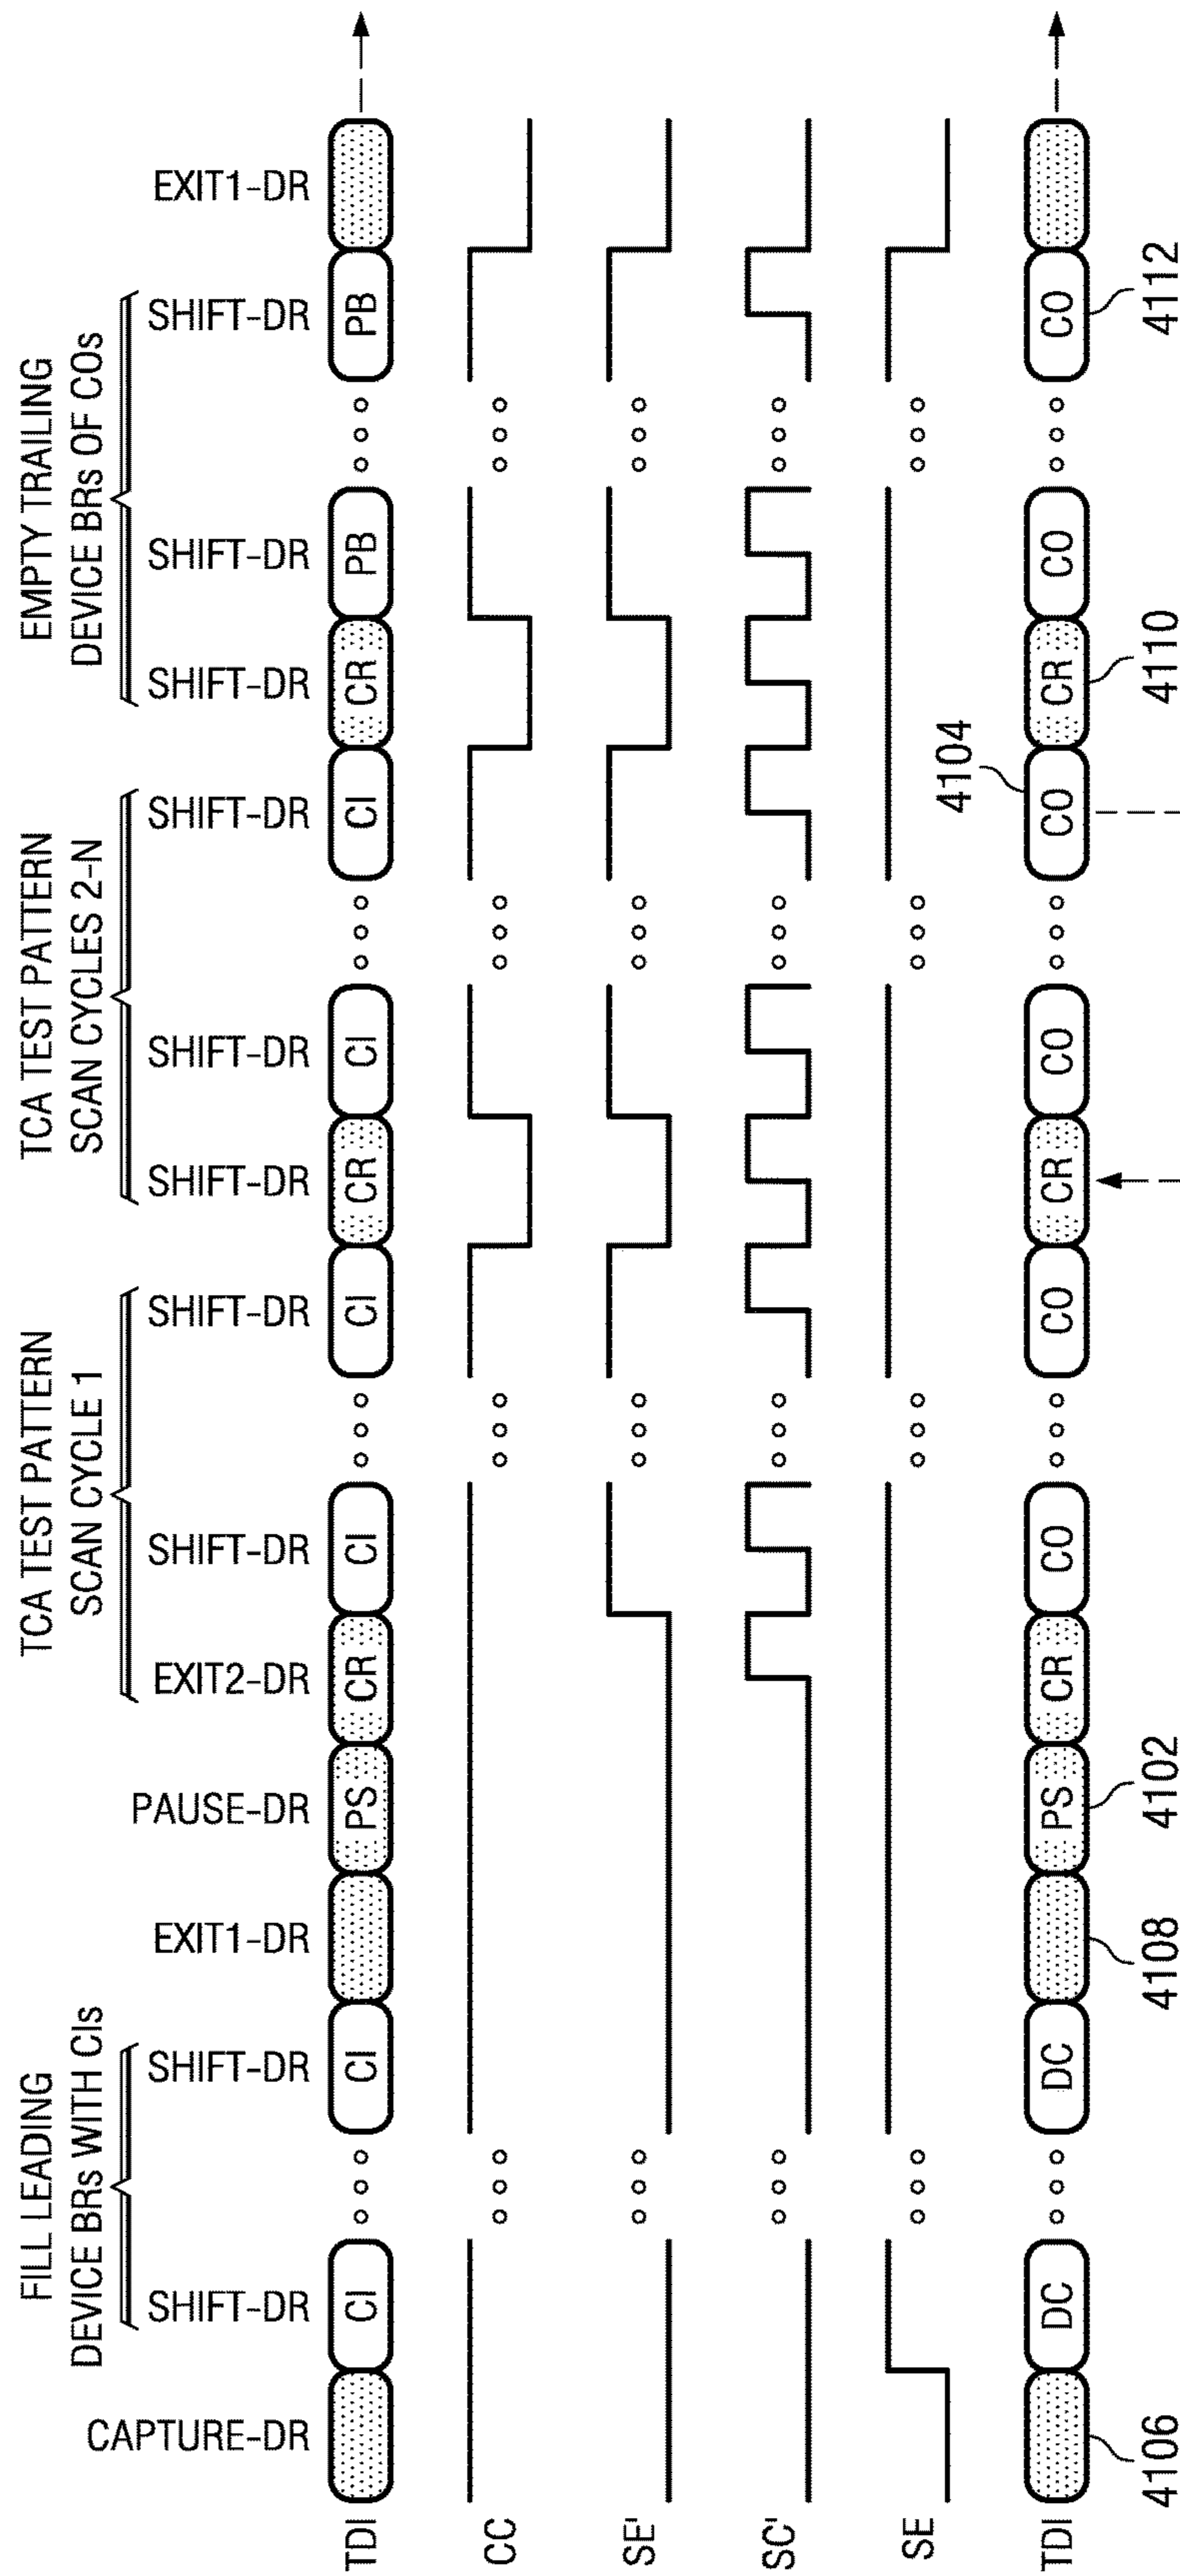 FILL LEADING
DEVICE BRs WITH CIs
TCA TEST PATTERN
SCAN CYCLE 1
TCA TEST PATTERN
SCAN CYCLES 2-N
EMPTY TRAILING
DEVICE BRs OF COs
CAPTURE-DR SHIFT-DR SHIFT-DR EXIT1-DR PAUSE-DR EXIT2-DR SHIFT-DR SHIFT-DR SHIFT-DR SHIFT-DR SHIFT-DR SHIFT-DR SHIFT-DR SHIFT-DR EXIT1-DR
TDI CI CI PS CR CI CI CR CI CI CR PB PB
CC
SE'
SC'
SE
4104
TDI DC DC PS CR CO CO CR CO CO CR CO CO
4106 4108 4102 4110 4112